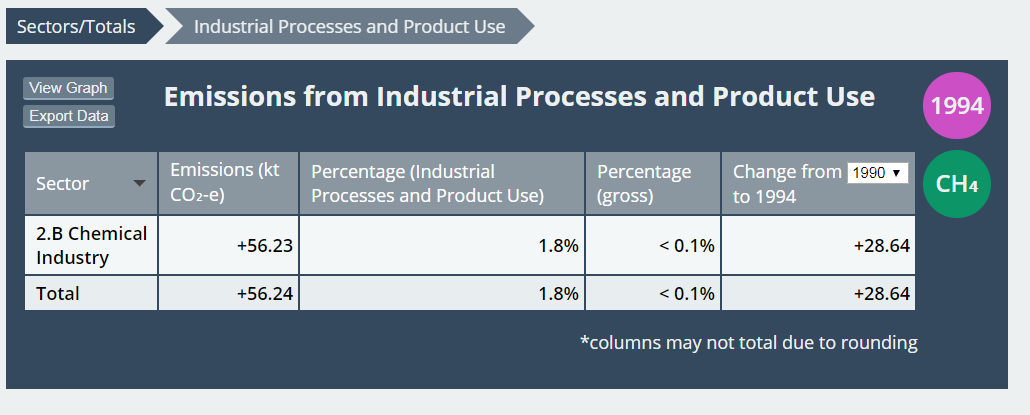 Sectors/Totals Industrial Processes and Product Use
View Graph
Export Data
Emissions from Industrial Processes and Product Use
1994
CH4
Sector Emissions (kt CO2-e) Percentage (Industrial Processes and Product Use) Percentage (gross) Change from 1990 to 1994
2.B Chemical Industry +56.23 1.8% < 0.1% +28.64
Total +56.24 1.8% < 0.1% +28.64
*columns may not total due to rounding